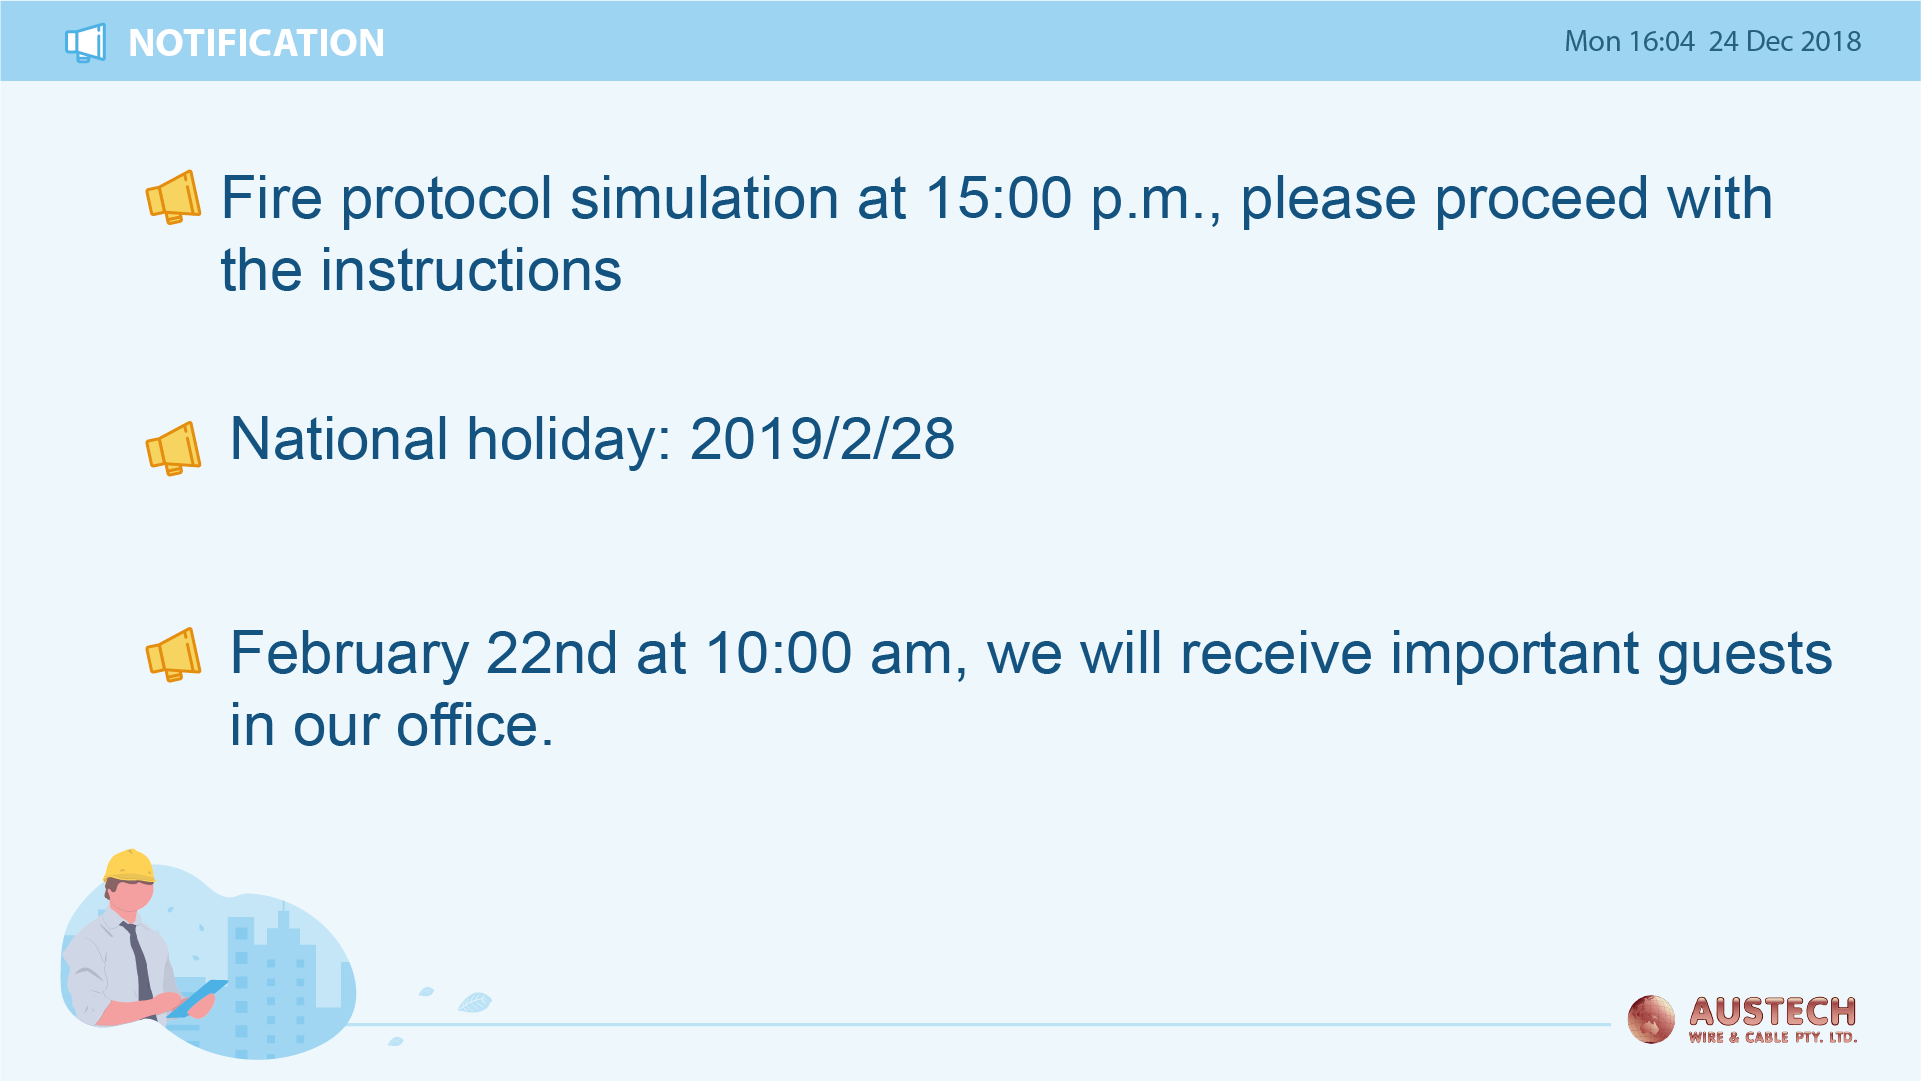 NOTIFICATION
Mon 16:04 24 Dec 2018
Fire protocol simulation at 15:00 p.m., please proceed with
the instructions
National holiday: 2019/2/28
February 22nd at 10:00 am, we will receive important guests
in our office.
AUSTECH
WIRE & CABLE PTY. LTD.